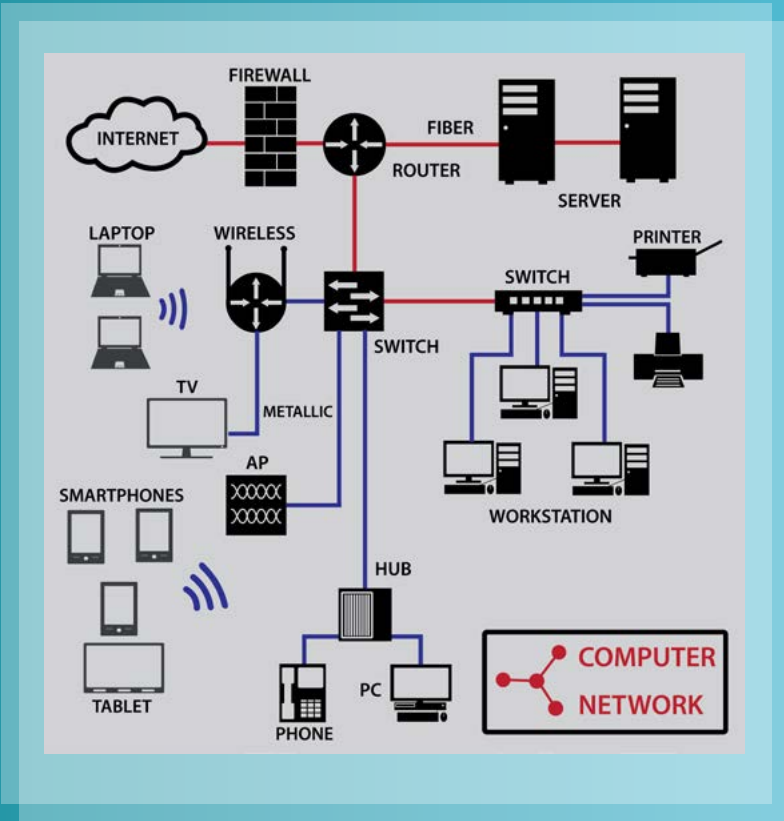 FIREWALL
INTERNET
FIBER
ROUTER
SERVER
LAPTOP
WIRELESS
PRINTER
SWITCH
SWITCH
TV
METALLIC
AP
SMARTPHONES
WORKSTATION
HUB
TABLET
PHONE
PC
COMPUTER
NETWORK